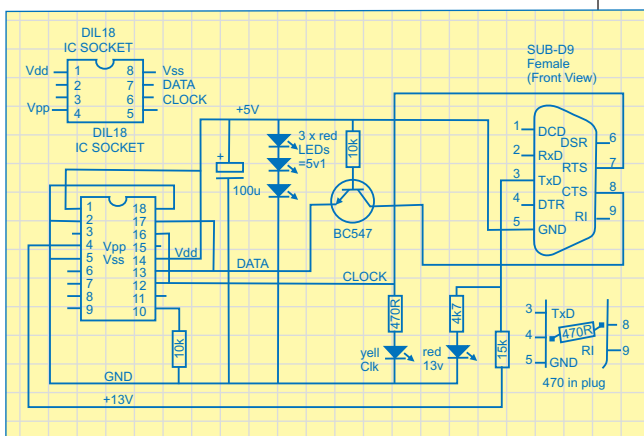 DIL18
IC SOCKET
Vdd 1 8 Vss
2 7 DATA
3 6 CLOCK
Vpp 4 5
DIL18
IC SOCKET
+5V
+
100u
3 x red
LEDs
=5v1
10k
BC547
SUB-D9
Female
(Front View)
1 DCD
DSR 6
2 RxD
RTS 7
3 TxD
CTS 8
4 DTR
RI 9
5 GND
1 18
2 17
3 16
4 Vpp 15
5 Vss 14 Vdd
6 13 DATA
7 12 CLOCK
8 11
9 10
10k
470R
4k7
15k
yell
Clk
red
13v
GND
+13V
3 TxD
4 470R 8
RI 9
5 GND
470 in plug